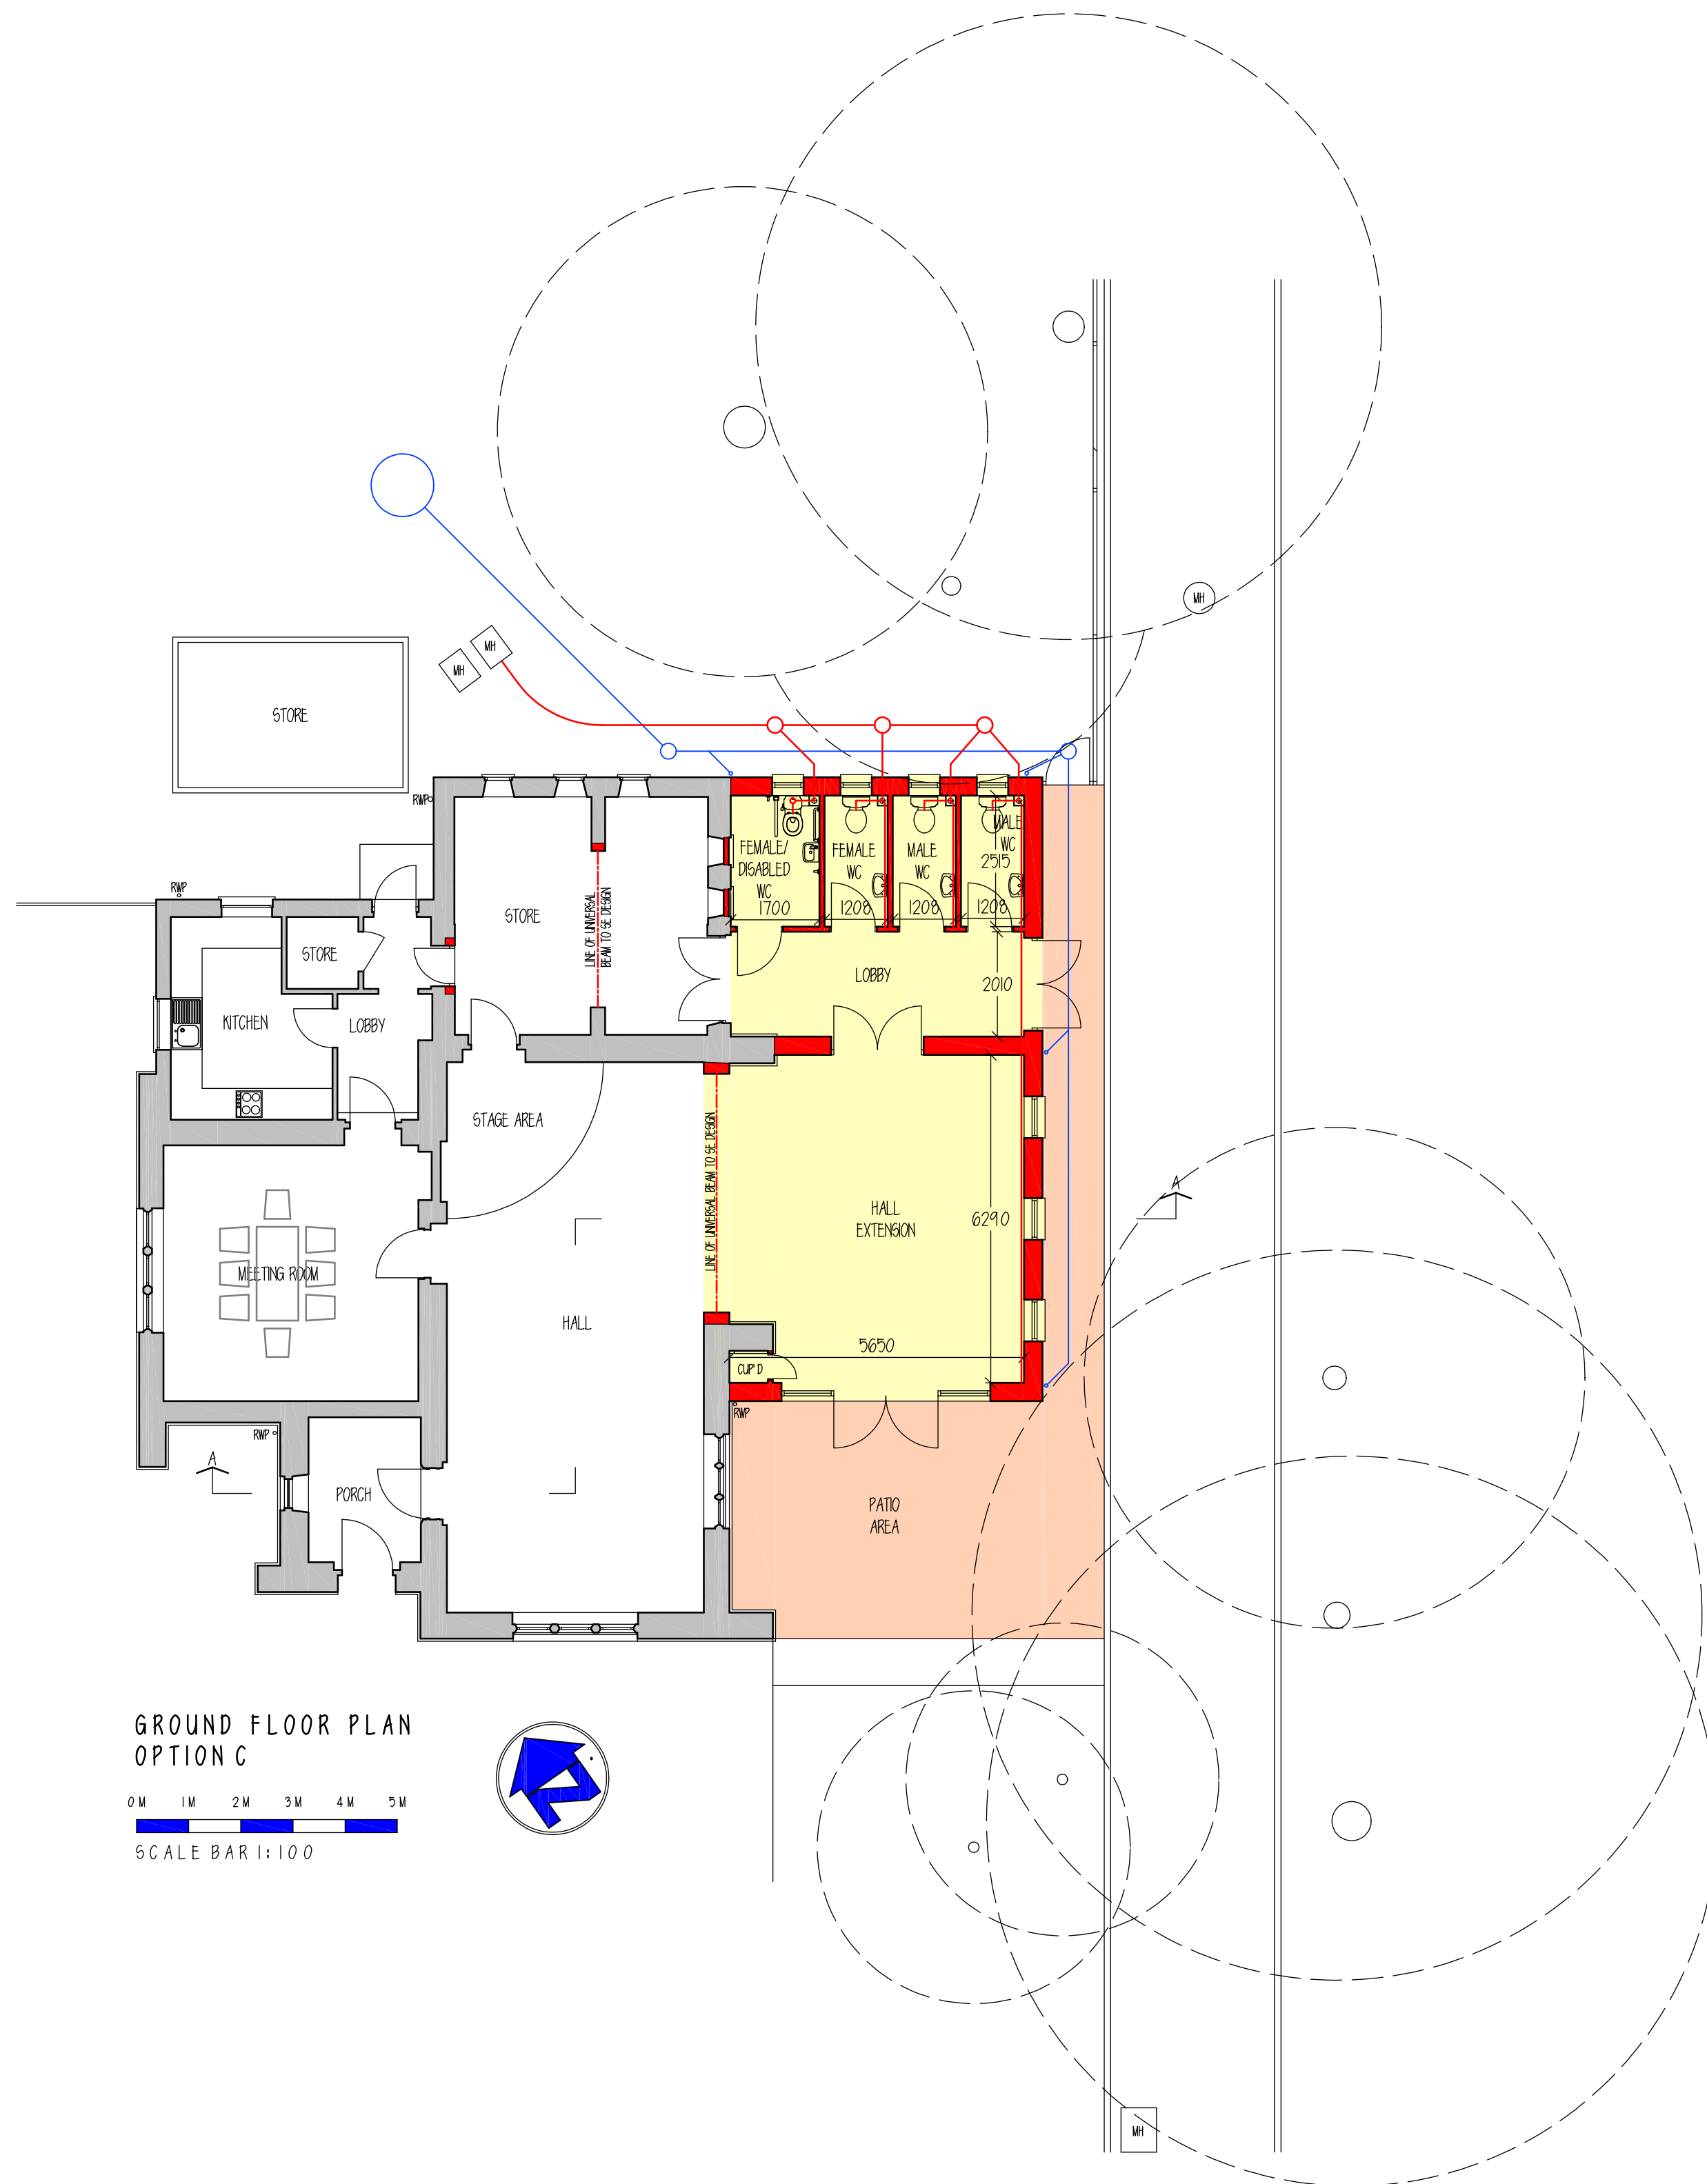 MH
MH
MH
STORE
RWP
RWP
FEMALE/
DISABLED
WC
FEMALE
WC
MALE
WC
MALE
WC
2515
1700
1208
1208
1208
STORE
LINE OF UNIVERSAL
BEAM TO SE DESIGN
STORE
LOBBY
2010
KITCHEN
LOBBY
STAGE AREA
LINE OF UNIVERSAL BEAM TO SE DESIGN
A
HALL
EXTENSION
6290
MEETING ROOM
HALL
5650
CUP'D
RWP
RWP
A
PORCH
PATIO
AREA
GROUND FLOOR PLAN
OPTION C
0M 1M 2M 3M 4M 5M
SCALE BAR 1:100
MH